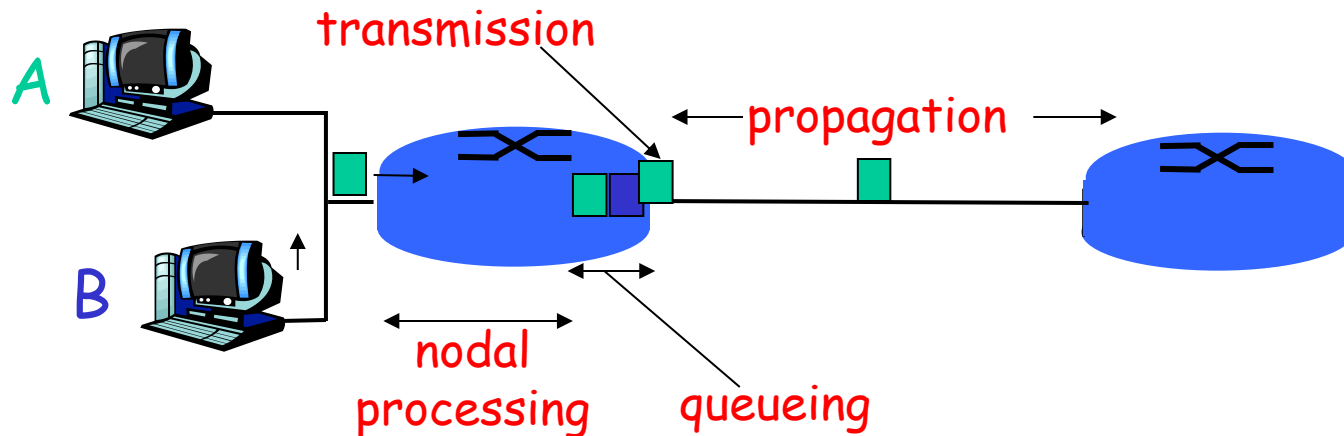 transmission
A
propagation
B
nodal
processing
queueing